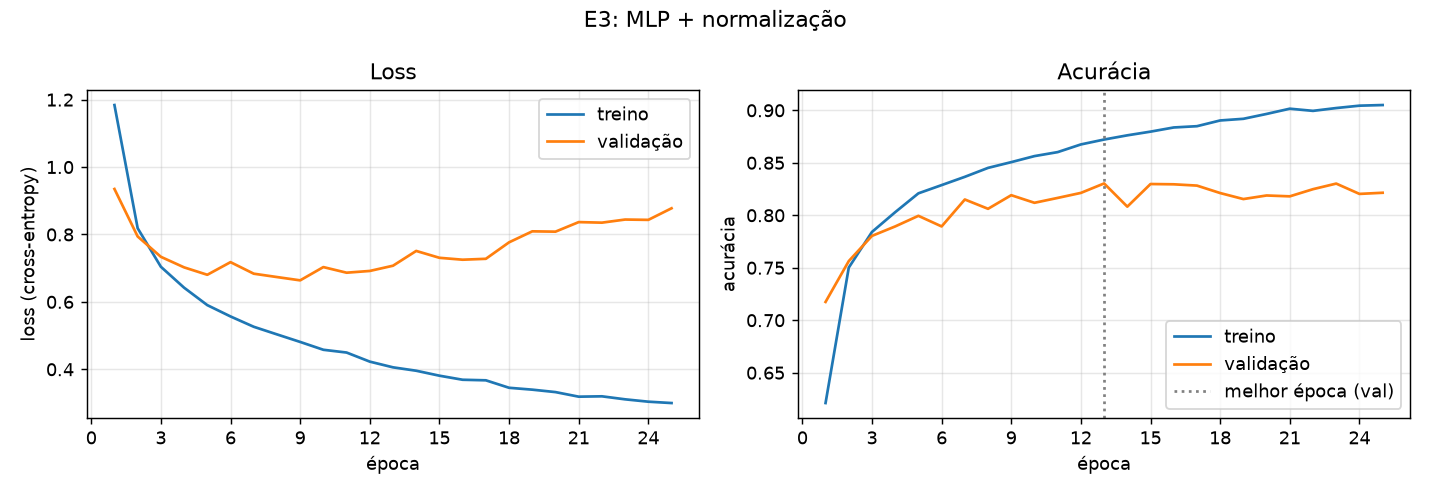 E3: MLP + normalização
Loss
1.2
1.0
0.8
0.6
0.4
loss (cross-entropy)
treino
validação
0 3 6 9 12 15 18 21 24
época
Acurácia
0.90
0.85
0.80
0.75
0.70
0.65
acurácia
treino
validação
melhor época (val)
0 3 6 9 12 15 18 21 24
época